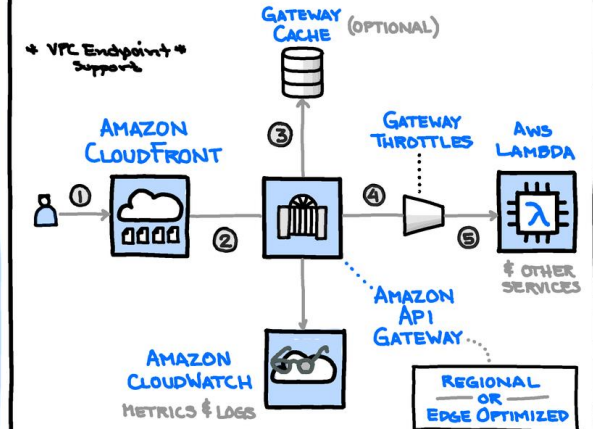 GATEWAY
CACHE (OPTIONAL)
* VPC Endpoint *
Support
③
GATEWAY
THROTTLES
AMAZON
CLOUDFRONT
AWS
LAMBDA
①
②
④
⑤
λ
& OTHER
SERVICES
AMAZON
API
GATEWAY
AMAZON
CLOUDWATCH
METRICS & LOGS
REGIONAL
OR
EDGE OPTIMIZED